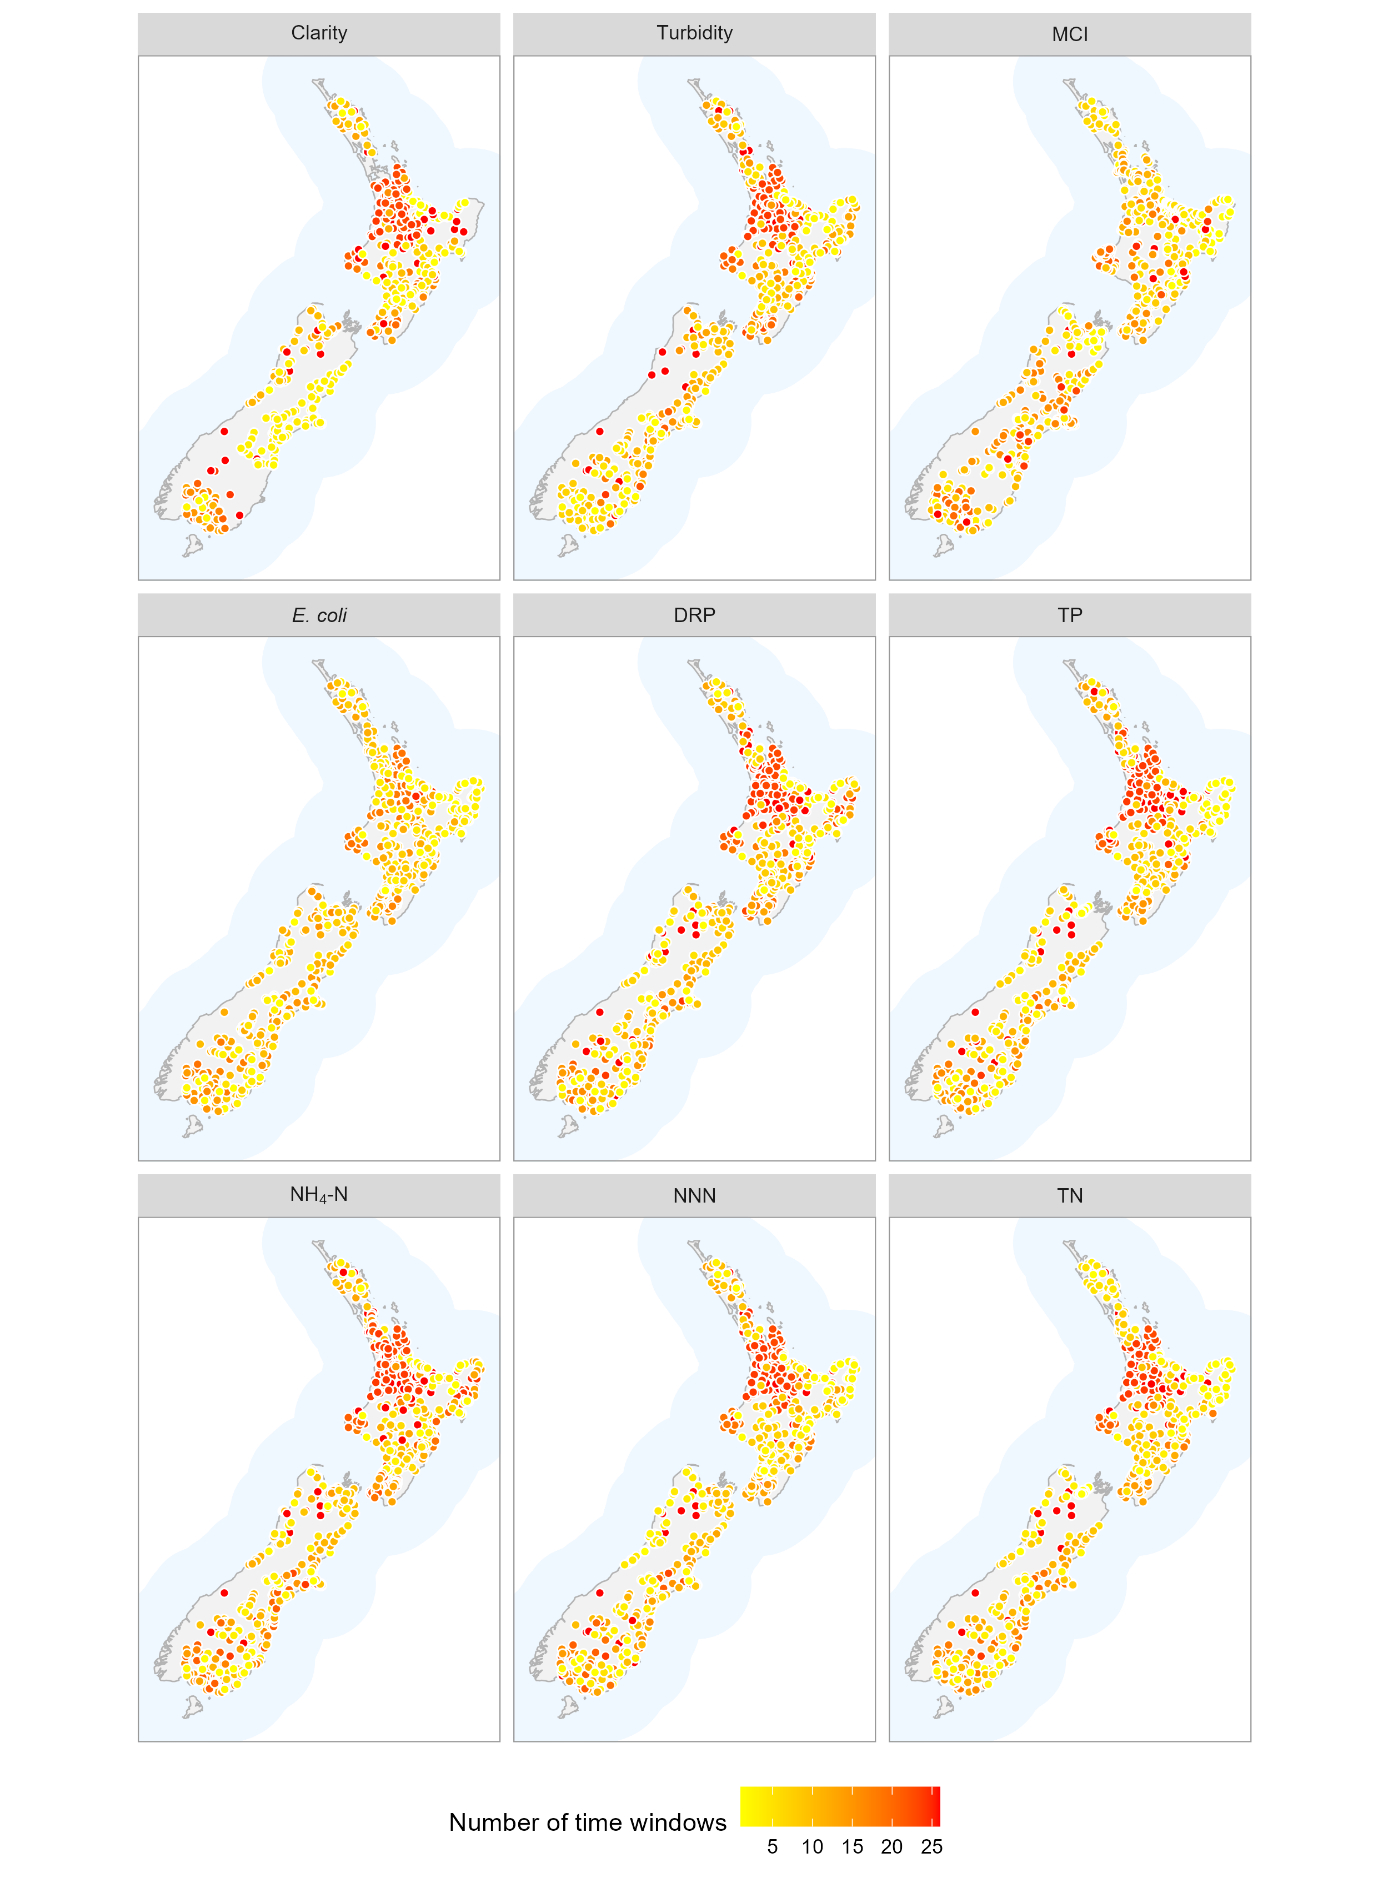 Clarity
Turbidity
MCI
E. coli
DRP
TP
NH₄-N
NNN
TN
Number of time windows
5 10 15 20 25